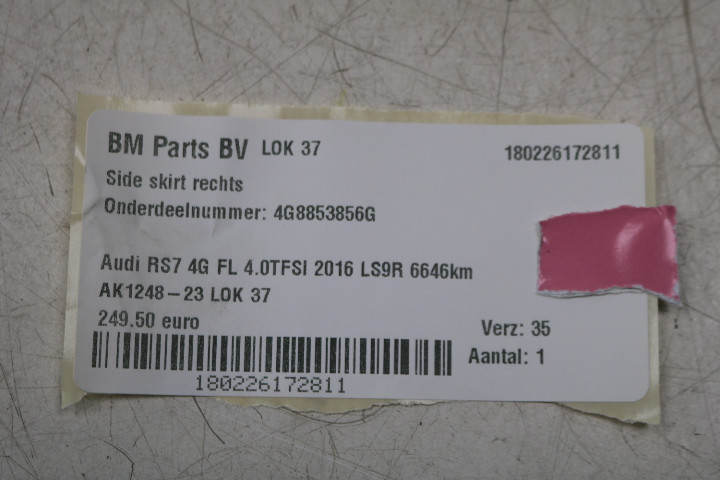 BM Parts BV LOK 37 180226172811
Side skirt rechts
Onderdeelnummer: 4G8853856G
Audi RS7 4G FL 4.0TFSI 2016 LS9R 6646km
AK1248-23 LOK 37
249.50 euro
Verz: 35
Aantal: 1
180226172811